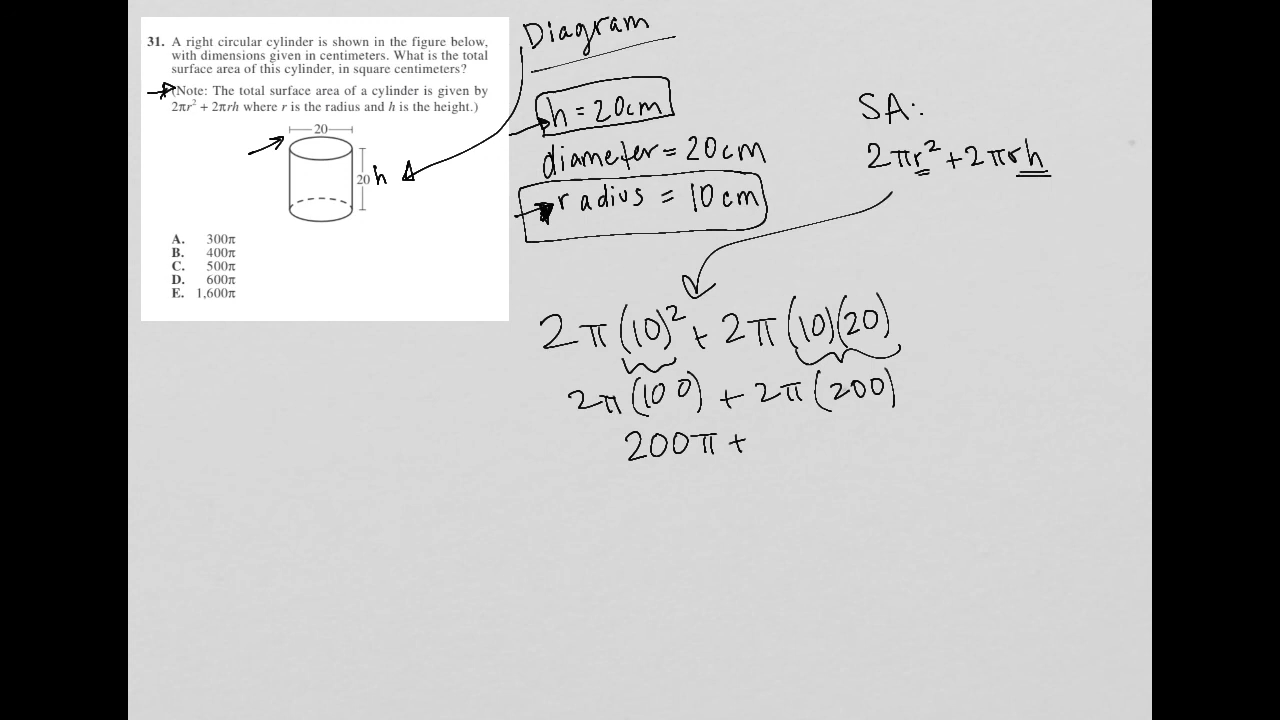 31. A right circular cylinder is shown in the figure below,
with dimensions given in centimeters. What is the total
surface area of this cylinder, in square centimeters?
(Note: The total surface area of a cylinder is given by
2πr² + 2πrh where r is the radius and h is the height.)
20
20 h
A. 300π
B. 400π
C. 500π
D. 600π
E. 1,600π
Diagram
h = 20cm
diameter = 20cm
radius = 10cm
SA:
2πr² + 2πrh
2π(10)² + 2π(10)(20)
2π(100) + 2π(200)
200π +